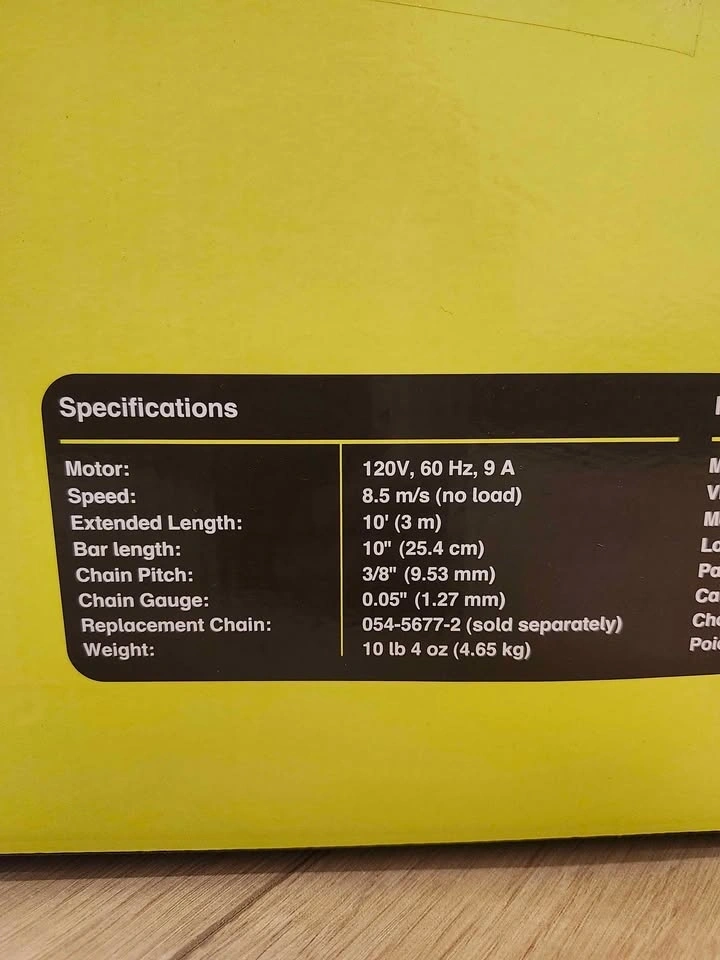 Specifications
Motor: 120V, 60 Hz, 9 A
Speed: 8.5 m/s (no load)
Extended Length: 10' (3 m)
Bar length: 10" (25.4 cm)
Chain Pitch: 3/8" (9.53 mm)
Chain Gauge: 0.05" (1.27 mm)
Replacement Chain: 054-5677-2 (sold separately)
Weight: 10 lb 4 oz (4.65 kg)